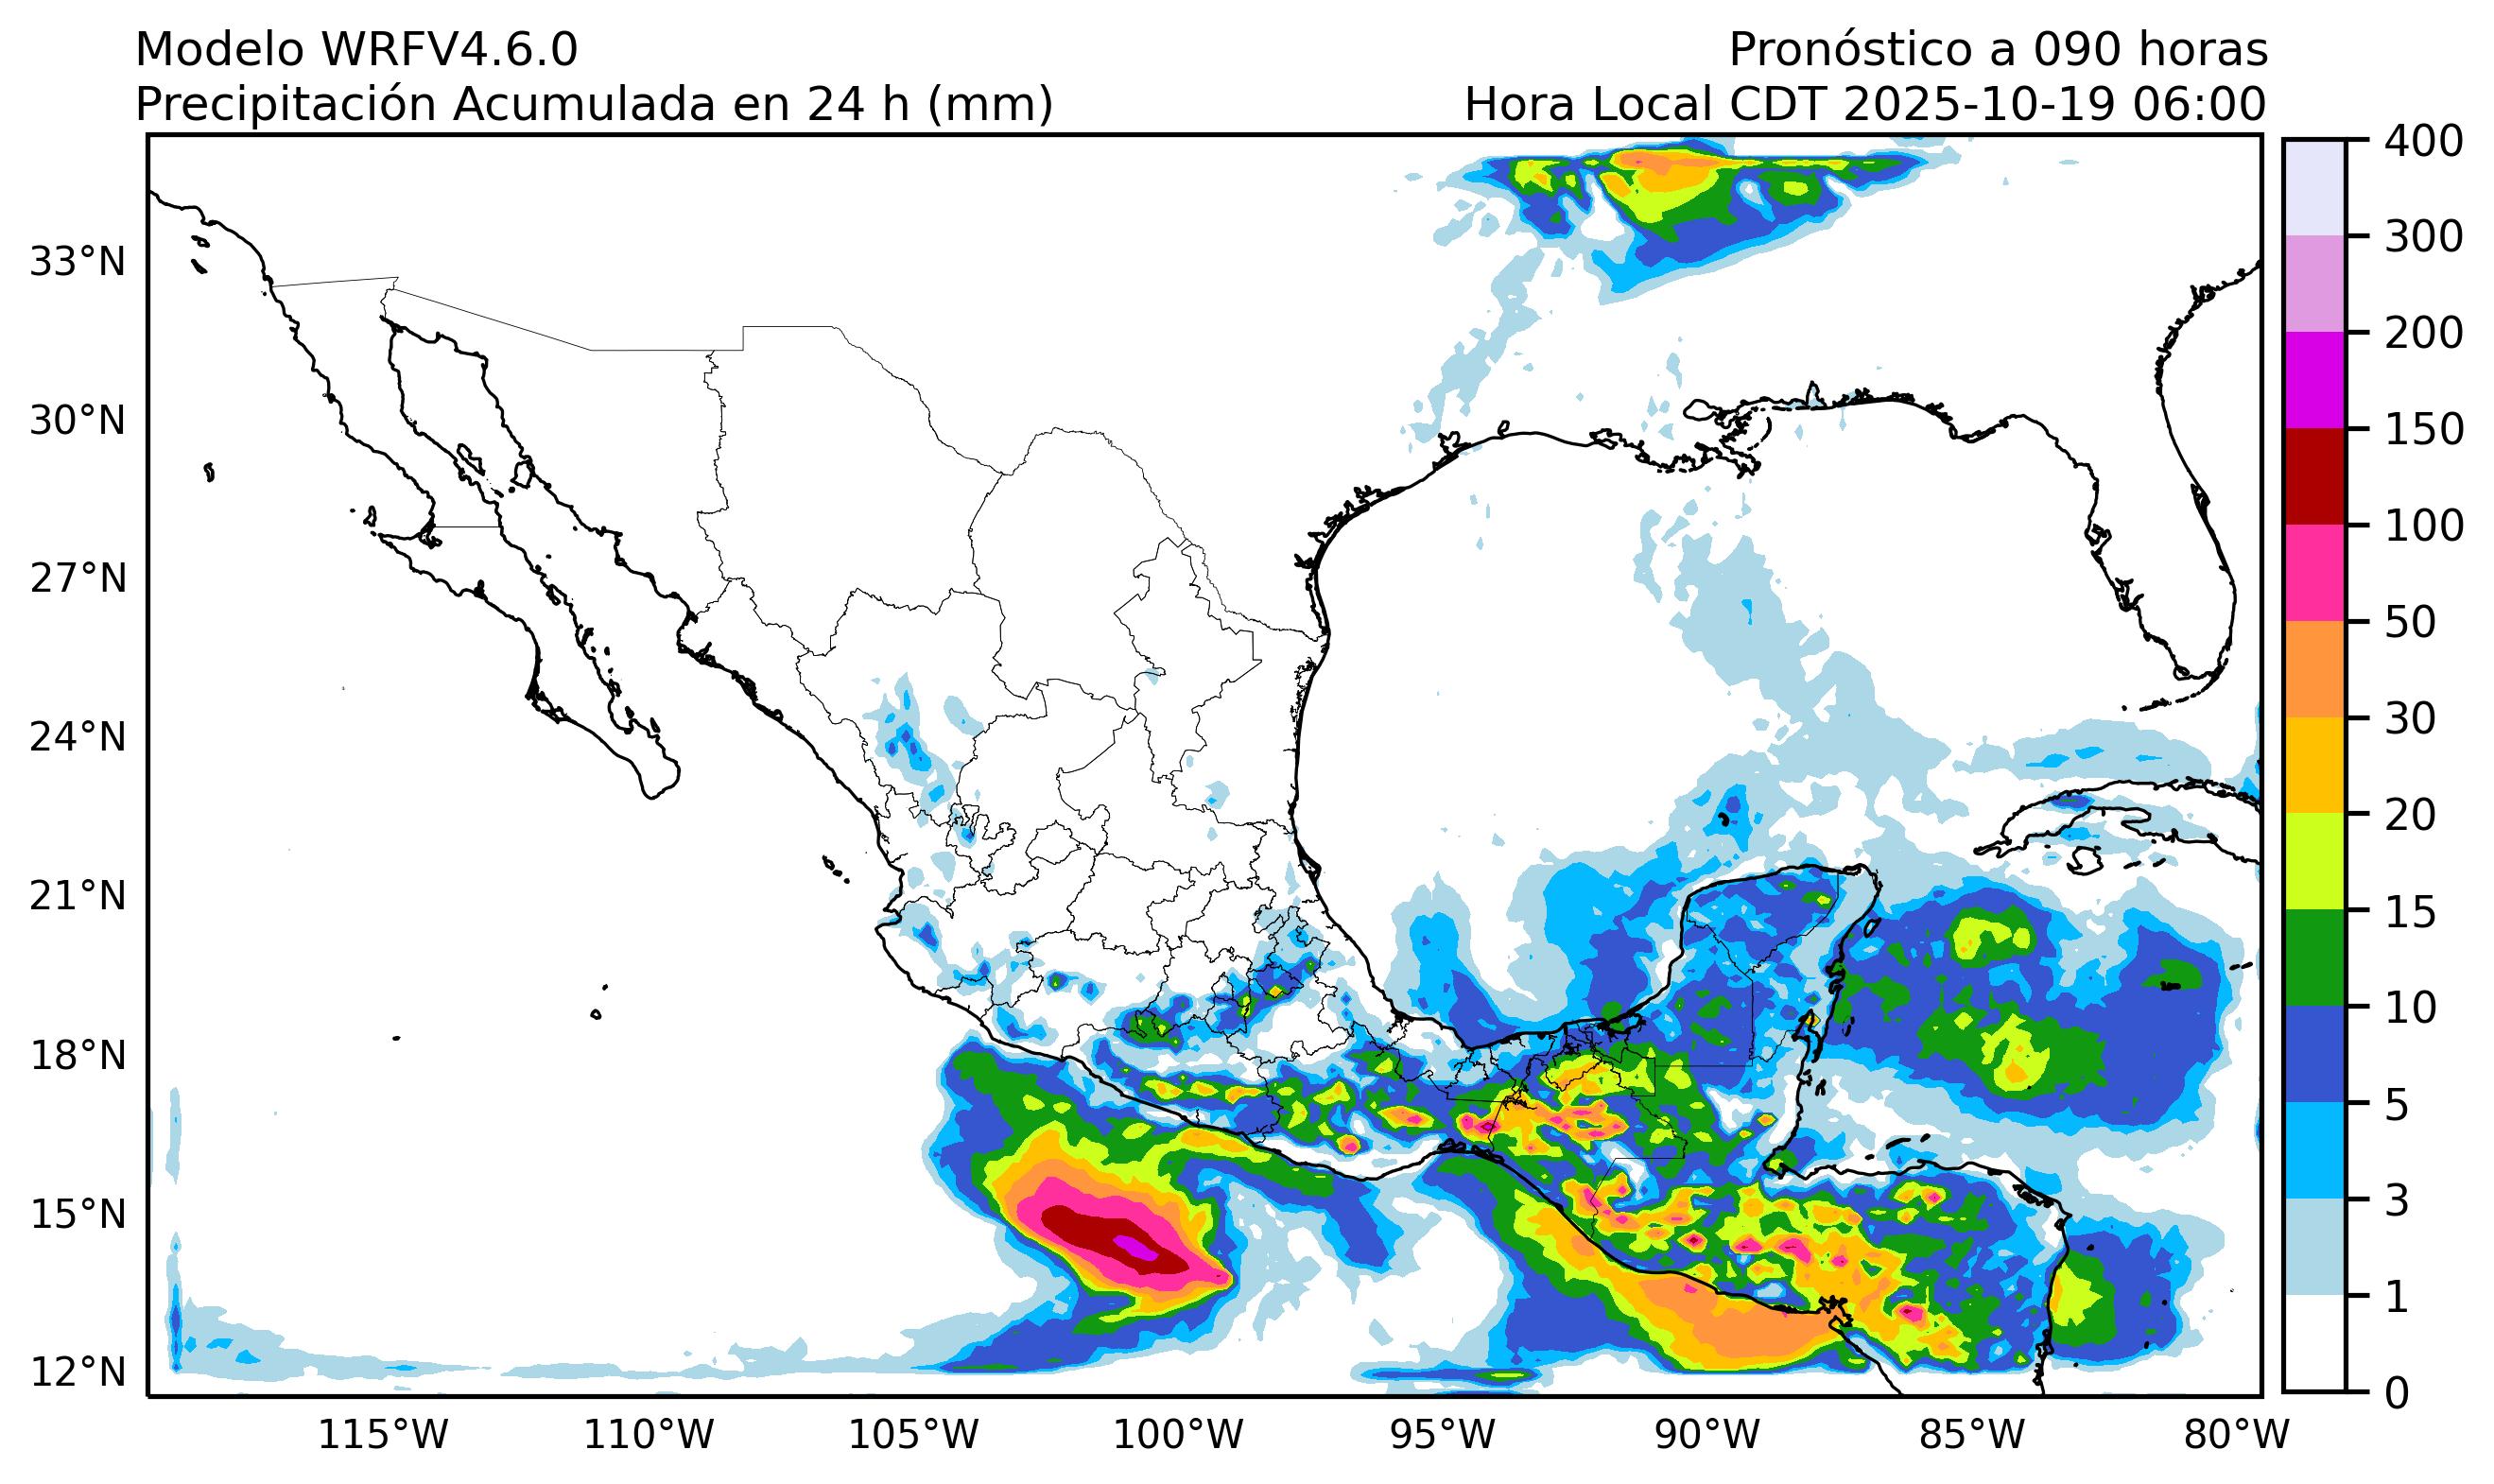 Modelo WRFV4.6.0
Pronóstico a 090 horas
Precipitación Acumulada en 24 h (mm)
Hora Local CDT 2025-10-19 06:00
33°N
30°N
27°N
24°N
21°N
18°N
15°N
12°N
115°W
110°W
105°W
100°W
95°W
90°W
85°W
80°W
400
300
200
150
100
50
30
20
15
10
5
3
1
0